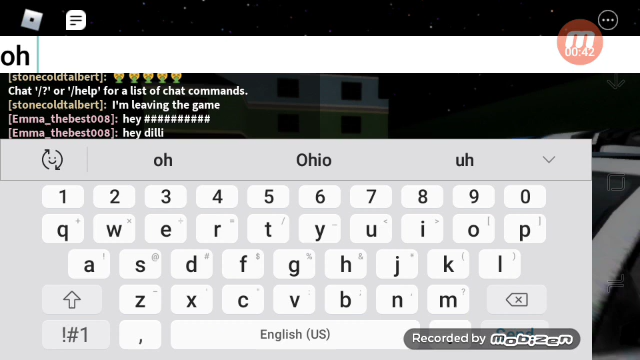 00:42
oh
[stonecoldtalbert]:
Chat '/?' or '/help' for a list of chat commands.
[stonecoldtalbert]: I'm leaving the game
[Emma_thebest008]: hey ##########
[Emma_thebest008]: hey dilli
oh Ohio uh
1 2 3 4 5 6 7 8 9 0
q w e r t y u i o p
a s d f g h j k l
z x c v b n m
!#1 , English (US)
Recorded by mobizen